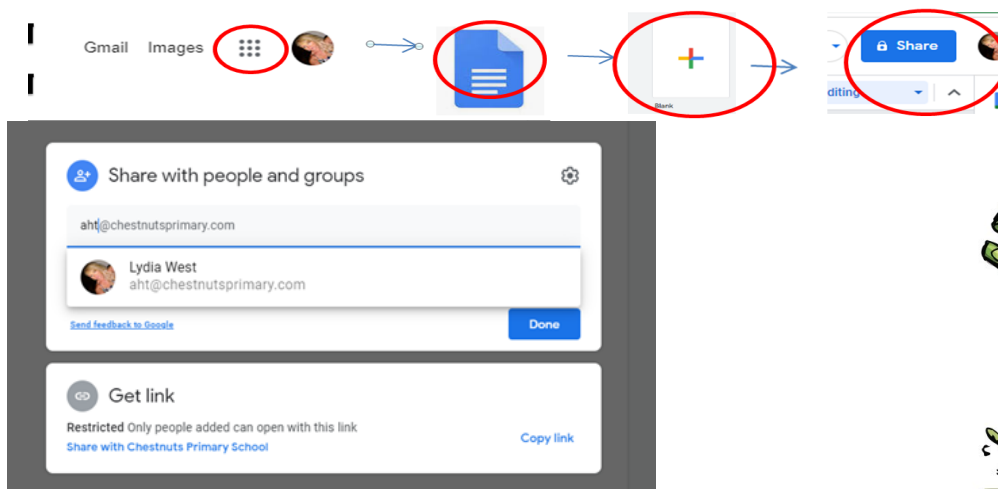 Gmail Images
Share
Blank
diting
Share with people and groups
aht@chestnutsprimary.com
Lydia West
aht@chestnutsprimary.com
Send feedback to Google
Done
Get link
Restricted Only people added can open with this link
Share with Chestnuts Primary School
Copy link